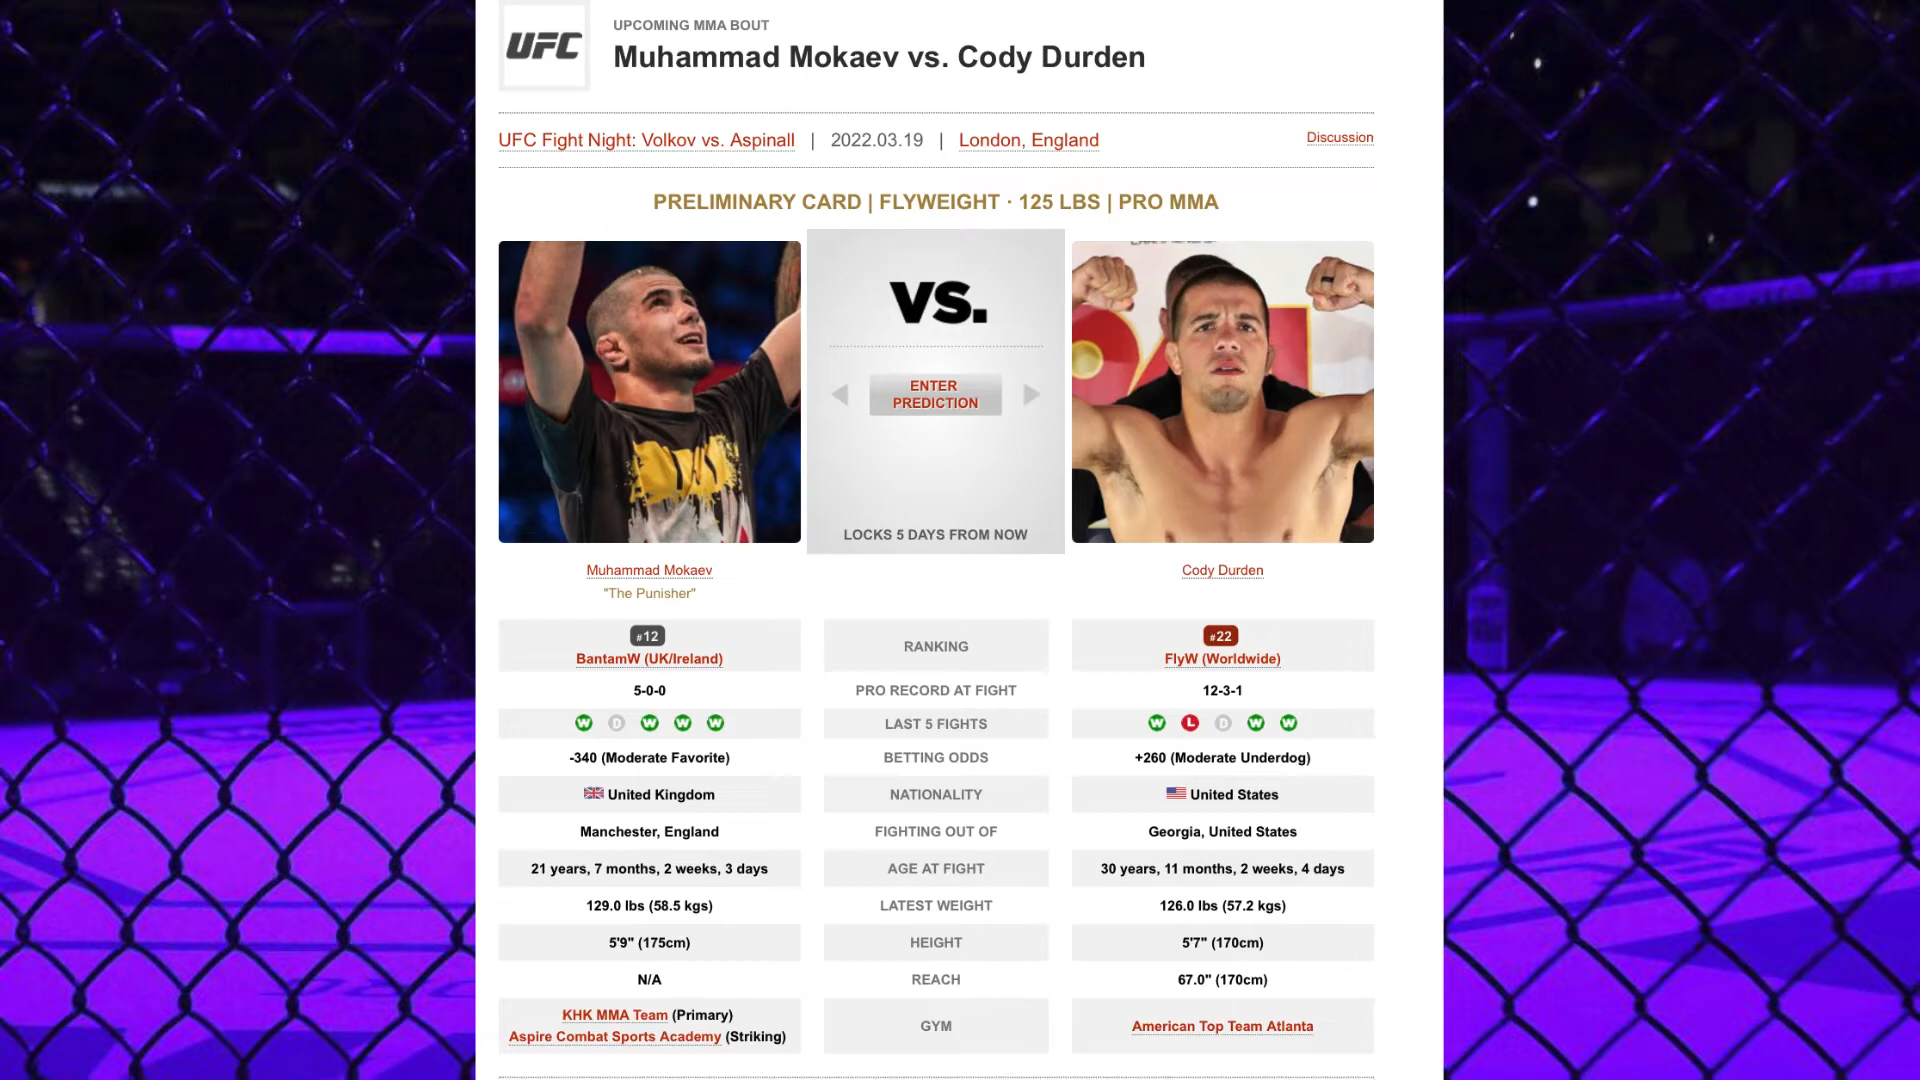 UFC
UPCOMING MMA BOUT
Muhammad Mokaev vs. Cody Durden
UFC Fight Night: Volkov vs. Aspinall | 2022.03.19 | London, England
Discussion
PRELIMINARY CARD | FLYWEIGHT · 125 LBS | PRO MMA
VS.
ENTER
PREDICTION
LOCKS 5 DAYS FROM NOW
Muhammad Mokaev
Cody Durden
"The Punisher"
#12
BantamW (UK/Ireland)
RANKING
#22
FlyW (Worldwide)
5-0-0
PRO RECORD AT FIGHT
12-3-1
W D W W W
LAST 5 FIGHTS
W L D W W
-340 (Moderate Favorite)
BETTING ODDS
+260 (Moderate Underdog)
United Kingdom
NATIONALITY
United States
Manchester, England
FIGHTING OUT OF
Georgia, United States
21 years, 7 months, 2 weeks, 3 days
AGE AT FIGHT
30 years, 11 months, 2 weeks, 4 days
129.0 lbs (58.5 kgs)
LATEST WEIGHT
126.0 lbs (57.2 kgs)
5'9" (175cm)
HEIGHT
5'7" (170cm)
N/A
REACH
67.0" (170cm)
KHK MMA Team (Primary)
Aspire Combat Sports Academy (Striking)
GYM
American Top Team Atlanta